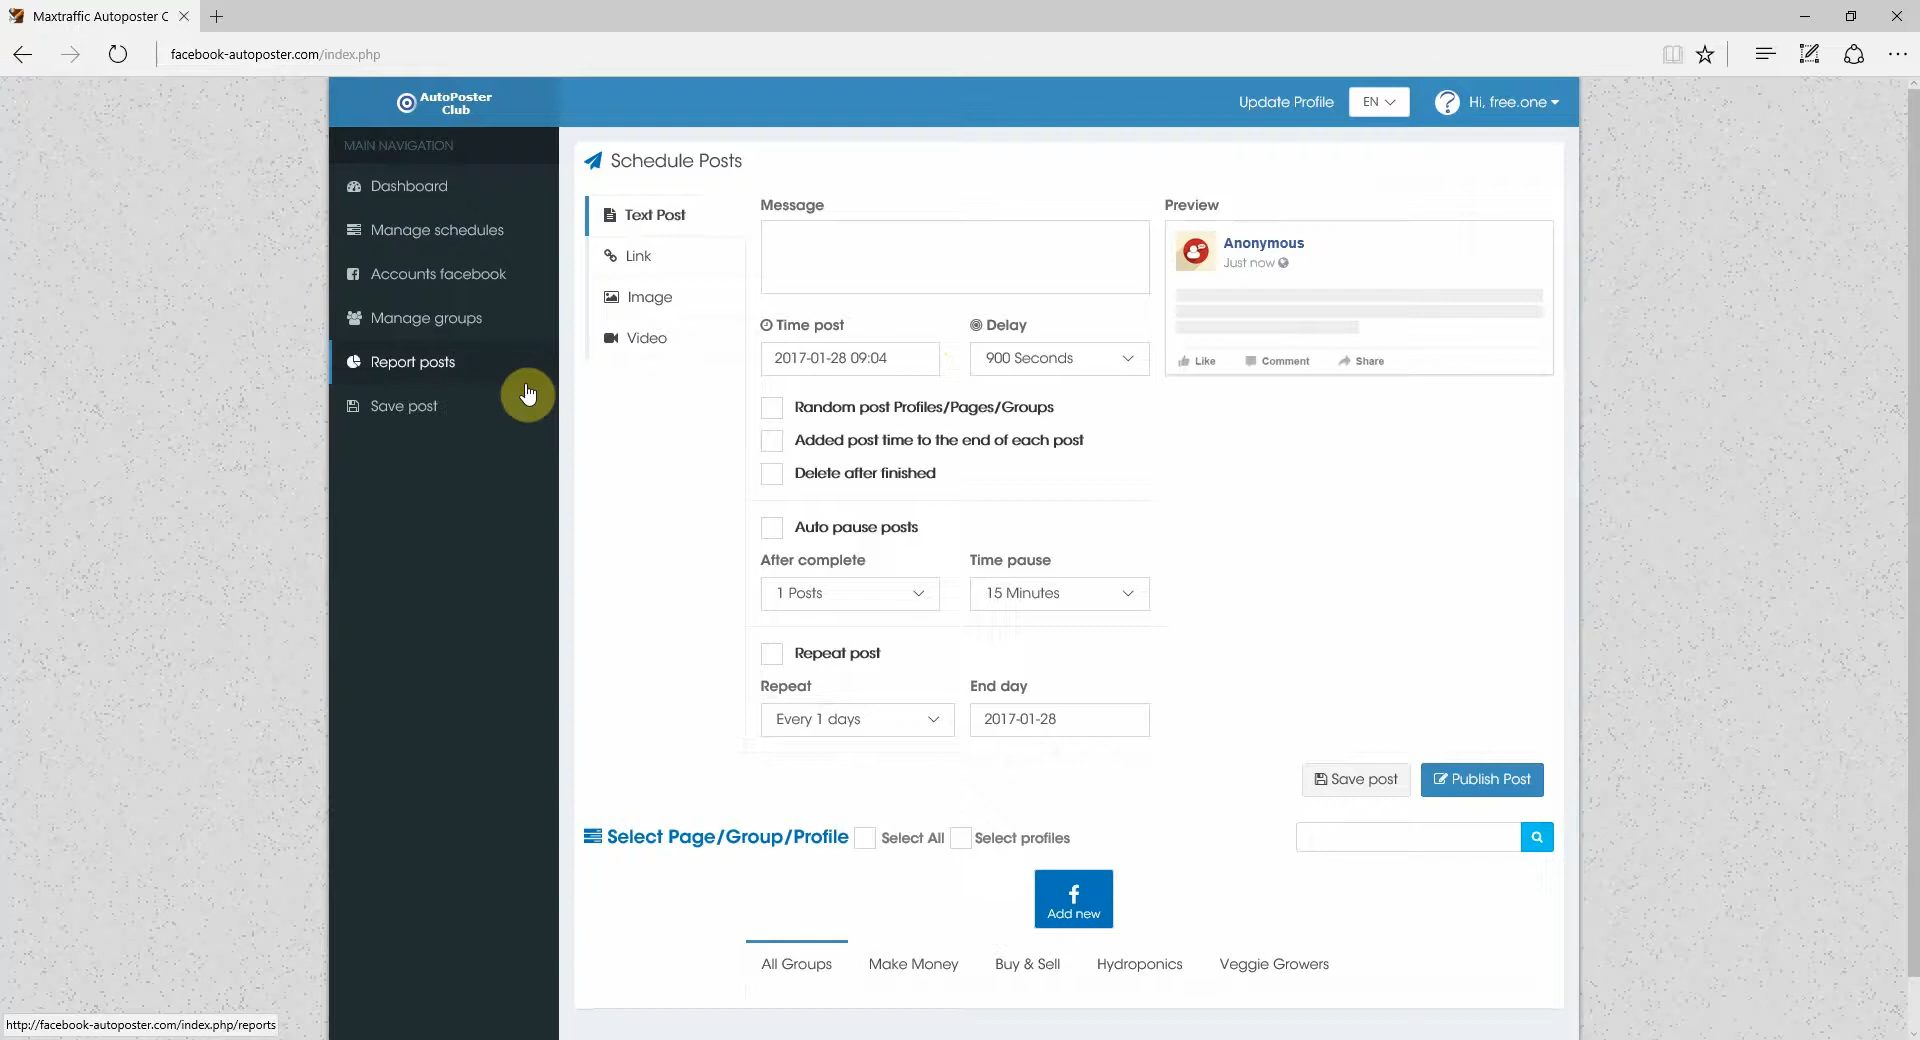 Maxtraffic Autoposter C
facebook-autoposter.com/index.php
AutoPoster
Club
Update Profile
EN
?
Hi, free.one
MAIN NAVIGATION
Dashboard
Manage schedules
Accounts facebook
Manage groups
Report posts
Save post
Schedule Posts
Text Post
Link
Image
Video
Message
Time post
Delay
2017-01-28 09:04
900 Seconds
Random post Profiles/Pages/Groups
Added post time to the end of each post
Delete after finished
Auto pause posts
After complete
Time pause
1 Posts
15 Minutes
Repeat post
Repeat
End day
Every 1 days
2017-01-28
Preview
Anonymous
Just now
Like
Comment
Share
Save post
Publish Post
Select Page/Group/Profile
Select All
Select profiles
f
Add new
All Groups
Make Money
Buy & Sell
Hydroponics
Veggie Growers
http://facebook-autoposter.com/index.php/reports